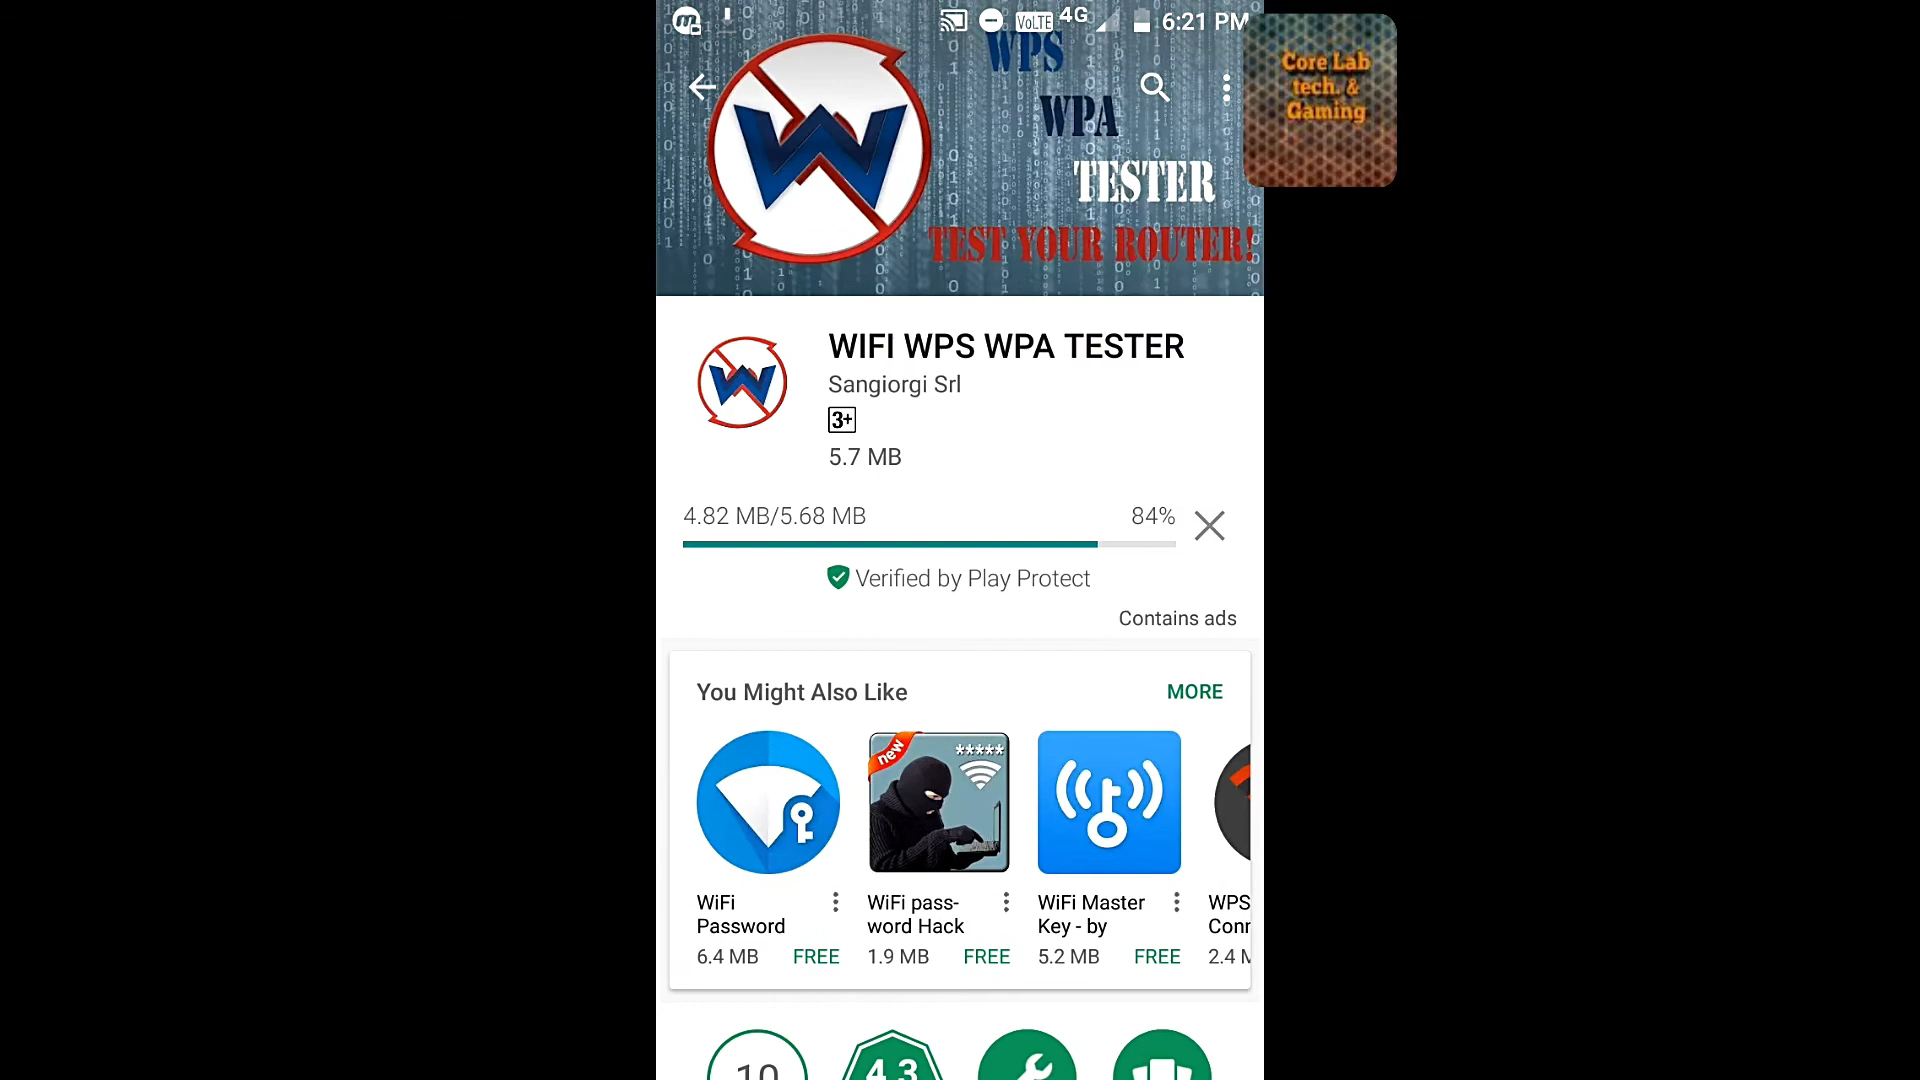 VoLTE 4G 6:21 PM
WPS
WPA
TESTER
TEST YOUR ROUTER!
Core Lab
tech. &
Gaming
WIFI WPS WPA TESTER
Sangiorgi Srl
3+
5.7 MB
4.82 MB/5.68 MB 84%
Verified by Play Protect
Contains ads
You Might Also Like MORE
new *****
WiFi
Password
6.4 MB FREE
WiFi pass-
word Hack
1.9 MB FREE
WiFi Master
Key - by
5.2 MB FREE
WPS
2.4
10 4.3